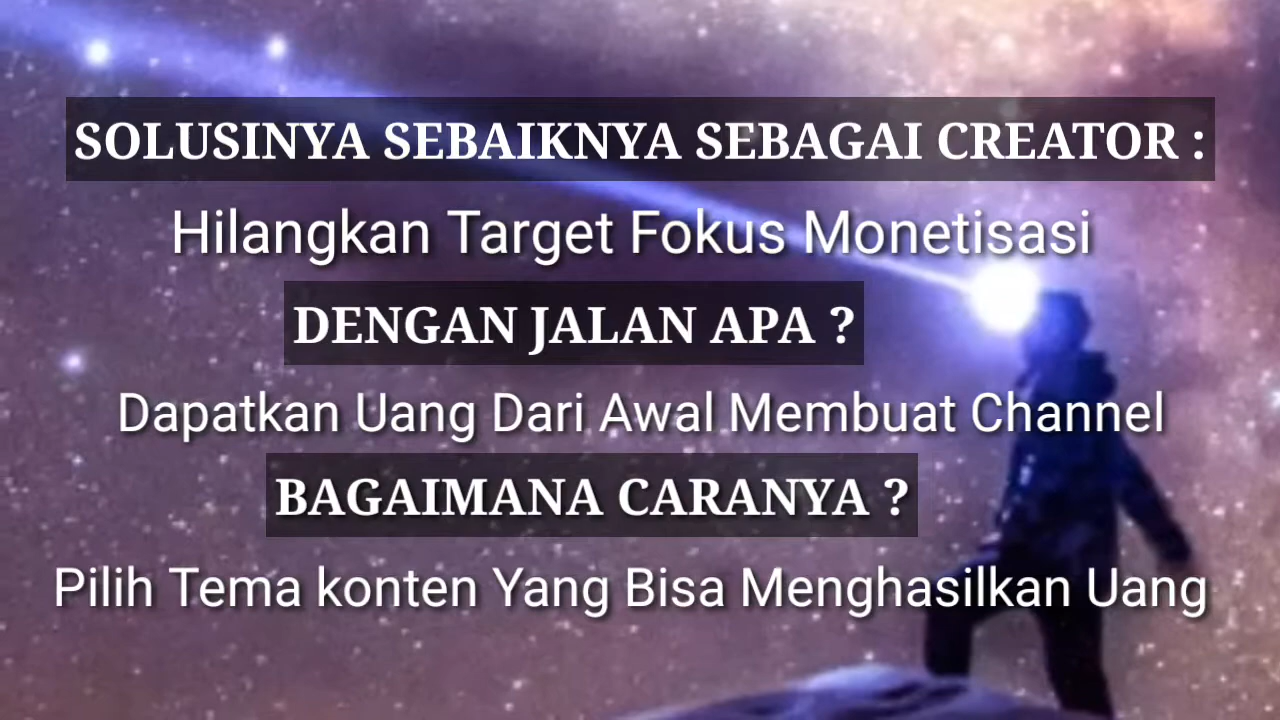 SOLUSINYA SEBAIKNYA SEBAGAI CREATOR :
Hilangkan Target Fokus Monetisasi
DENGAN JALAN APA ?
Dapatkan Uang Dari Awal Membuat Channel
BAGAIMANA CARANYA ?
Pilih Tema konten Yang Bisa Menghasilkan Uang